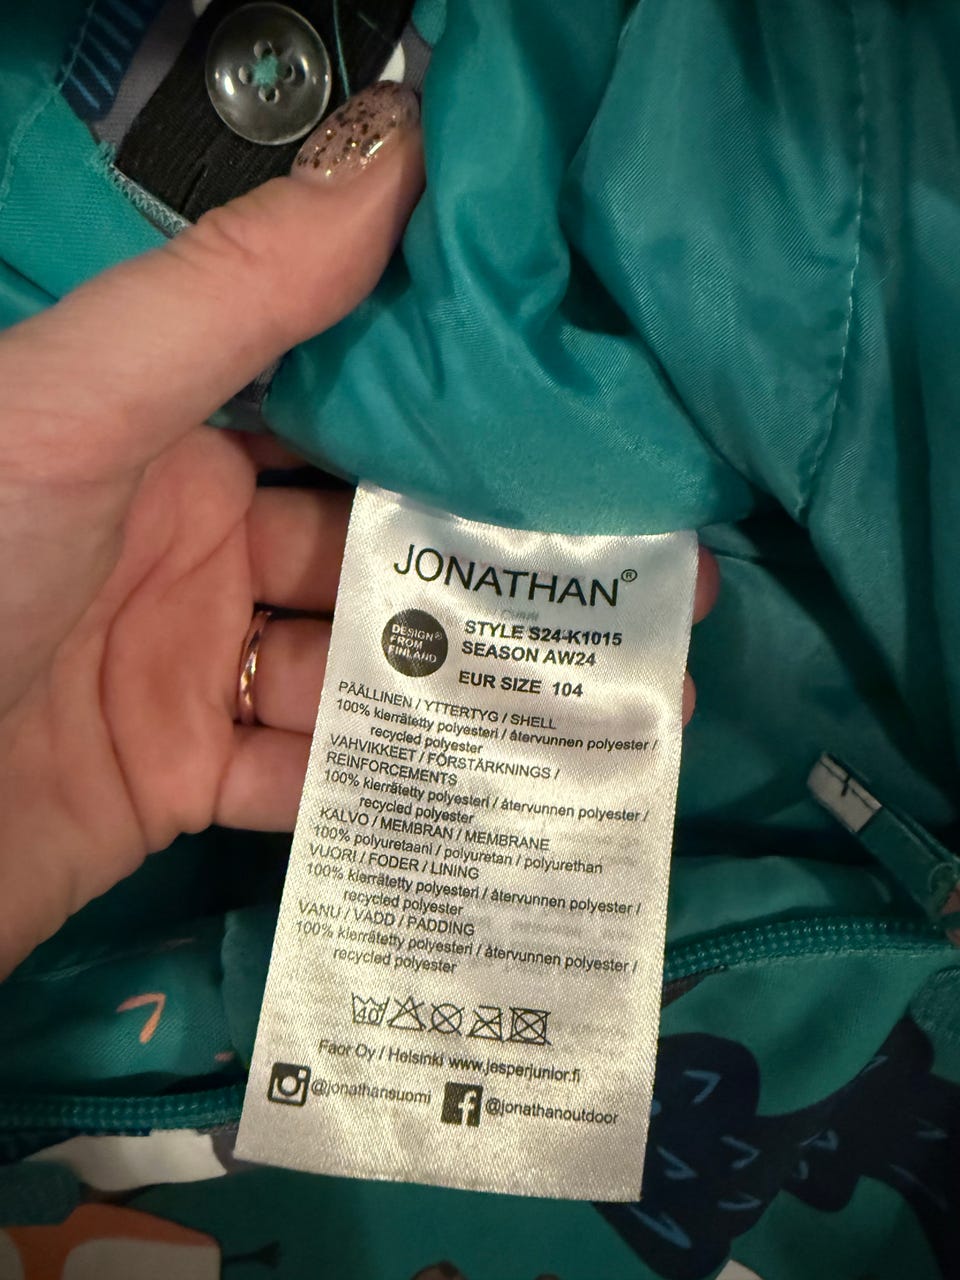 JONATHAN®
DESIGN®
FROM
FINLAND
STYLE S24-K1015
SEASON AW24
EUR SIZE 104
PÄÄLLINEN / YTTERTYG / SHELL
100% kierrätetty polyesteri / återvunnen polyester /
recycled polyester
VAHVIKKEET / FÖRSTÄRKNINGS /
REINFORCEMENTS
100% kierrätetty polyesteri / återvunnen polyester /
recycled polyester
KALVO / MEMBRAN / MEMBRANE
100% polyuretaani / polyuretan / polyurethan
VUORI / FODER / LINING
100% kierrätetty polyesteri / återvunnen polyester /
recycled polyester
VANU / VADD / PADDING
100% kierrätetty polyesteri / återvunnen polyester /
recycled polyester
40
Faor Oy / Helsinki www.jesperjunior.fi
@jonathansuomi @jonathanoutdoor